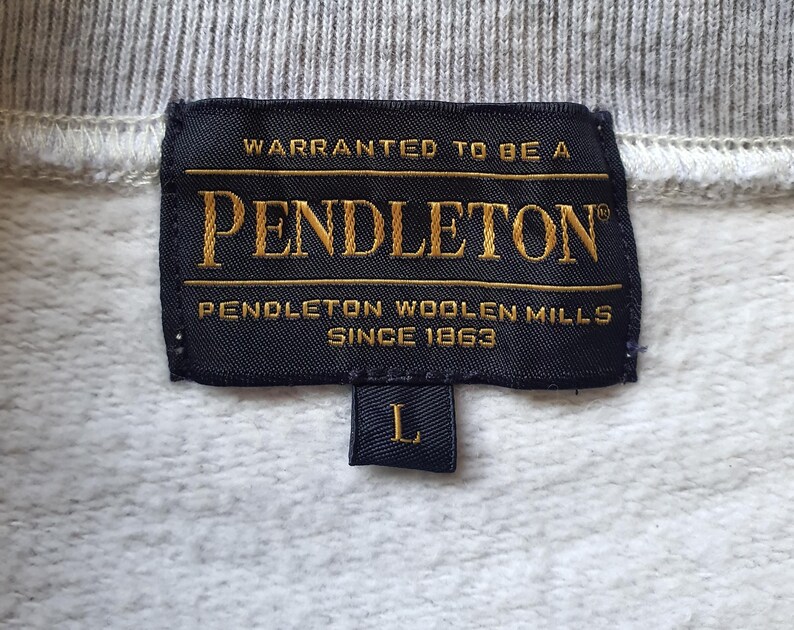 WARRANTED TO BE A
PENDLETON®
PENDLETON WOOLEN MILLS
SINCE 1863
L